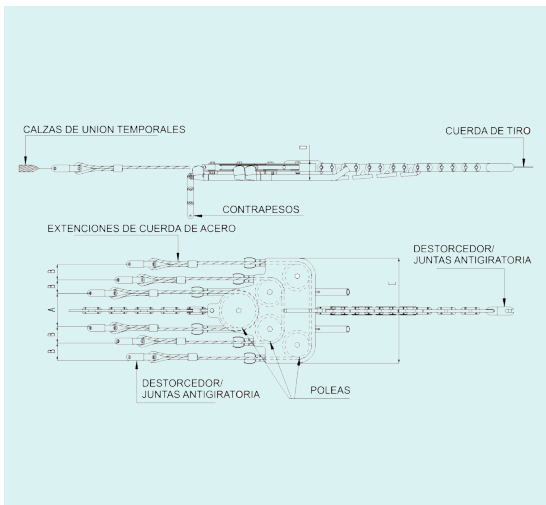 CALZAS DE UNION TEMPORALES
CUERDA DE TIRO
CONTRAPESOS
EXTENCIONES DE CUERDA DE ACERO
DESTORCEDOR/
JUNTAS ANTIGIRATORIA
B
B
A
B
B
L
DESTORCEDOR/
JUNTAS ANTIGIRATORIA
POLEAS